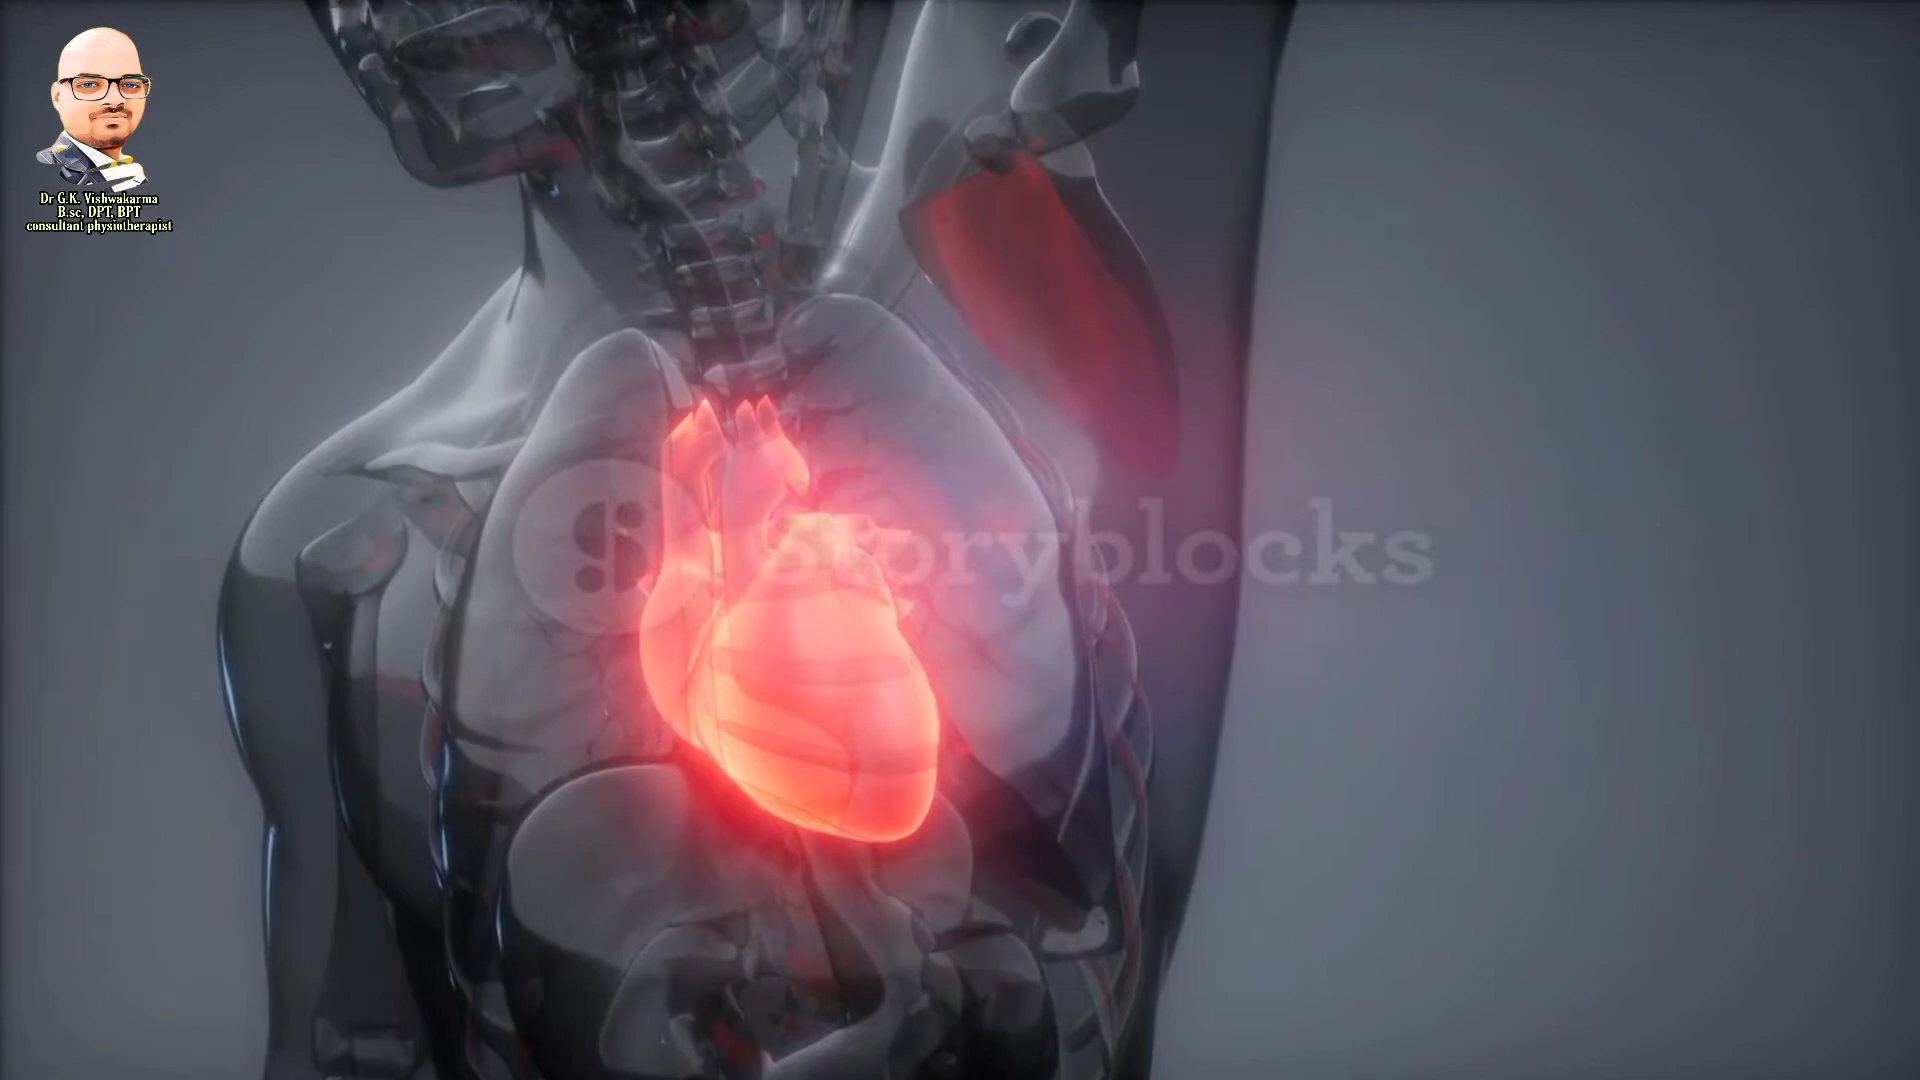 Dr G.K. Vishwakarma
B.sc, DPT, BPT
consultant physiotherapist
Storyblocks